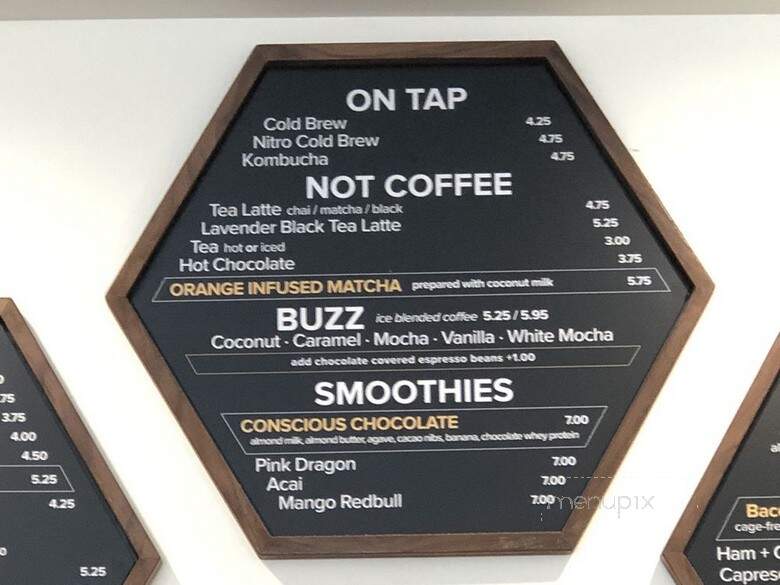 ON TAP
Cold Brew 4.25
Nitro Cold Brew 4.75
Kombucha 4.75
NOT COFFEE
Tea Latte chai / matcha / black 4.75
Lavender Black Tea Latte 5.25
Tea hot or iced 3.00
Hot Chocolate 3.75
ORANGE INFUSED MATCHA prepared with coconut milk 5.75
BUZZ ice blended coffee 5.25 / 5.95
Coconut · Caramel · Mocha · Vanilla · White Mocha
add chocolate covered espresso beans +1.00
SMOOTHIES
CONSCIOUS CHOCOLATE 7.00
almond milk, almond butter, agave, cacao nibs, banana, chocolate whey protein
Pink Dragon 7.00
Acai 7.00
Mango Redbull 7.00
menupix
3.75
4.00
4.50
5.25
4.25
5.25
cage-fre
Ham + C
Capres